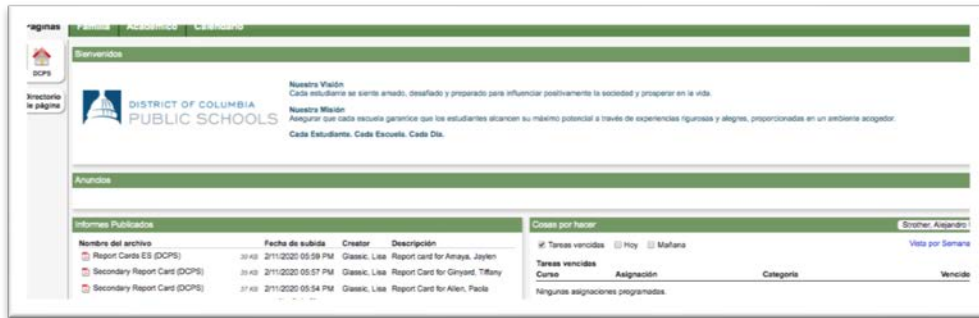 Paginas Familia Académico Calendario
Bienvenidos
DCPS
Directorio
de página
DISTRICT OF COLUMBIA
PUBLIC SCHOOLS
Nuestra Visión
Cada estudiante se siente amado, desafiado y preparado para influenciar positivamente la sociedad y prosperar en la vida.
Nuestra Misión
Asegurar que cada escuela garantice que los estudiantes alcancen su máximo potencial a través de experiencias rigurosas y alegres, proporcionadas en un ambiente acogedor.
Cada Estudiante. Cada Escuela. Cada Día.
Anuncios
Informes Publicados
Nombre del archivo Fecha de subida Creator Descripción
Report Cards ES (DCPS) 2/11/2020 05:59 PM Glassic, Lisa Report card for Amaya, Jaylen
Secondary Report Card (DCPS) 2/11/2020 05:57 PM Glassic, Lisa Report Card for Ginyard, Tiffany
Secondary Report Card (DCPS) 37 KB 2/11/2020 05:54 PM Glassic, Lisa Report Card for Allen, Paola
Cosas por hacer Strother, Alejandro
Tareas vencidas Hoy Mañana Vista por Semana
Tareas vencidas
Curso Asignación Categoría Vencido
Ningunas asignaciones programadas.